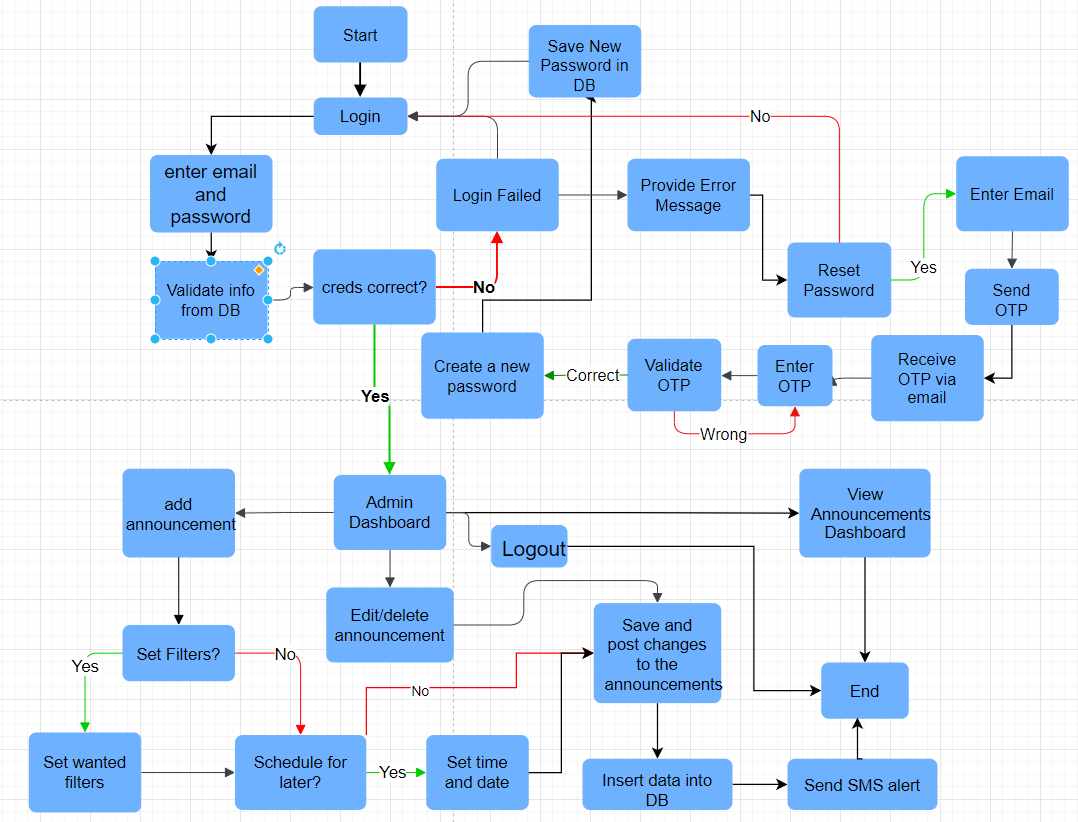 Start
Save New
Password in
DB
Login
No
enter email
and
password
Login Failed
Provide Error
Message
Enter Email
Validate info
from DB
creds correct?
No
Reset
Password
Yes
Send
OTP
Create a new
password
Correct
Validate
OTP
Enter
OTP
Receive
OTP via
email
Wrong
Yes
add
announcement
Admin
Dashboard
Logout
View
Announcements
Dashboard
Edit/delete
announcement
Save and
post changes
to the
announcements
Set Filters?
Yes
No
No
End
Set wanted
filters
Schedule for
later?
Yes
Set time
and date
Insert data into
DB
Send SMS alert